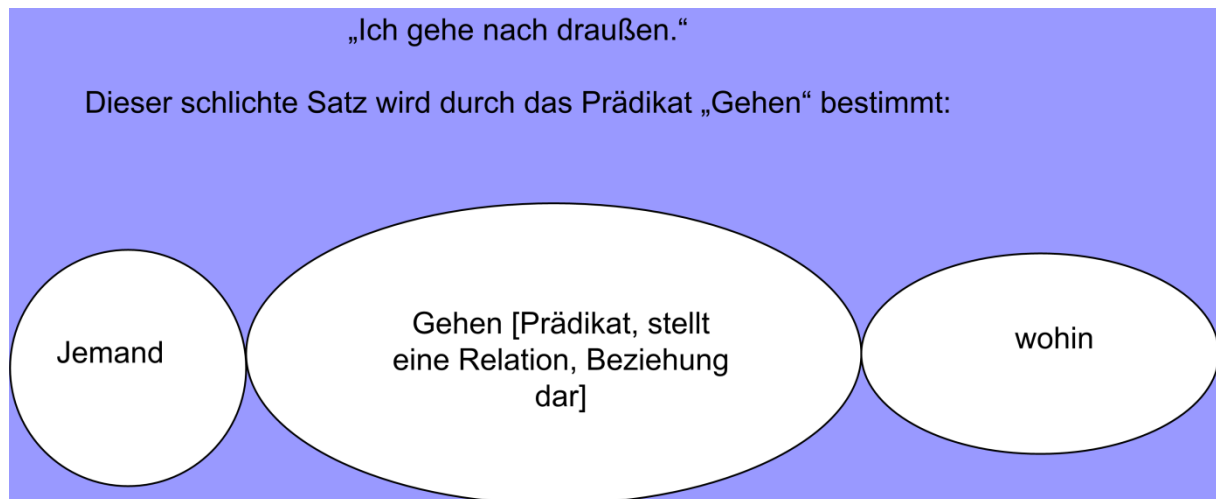 „Ich gehe nach draußen.“
Dieser schlichte Satz wird durch das Prädikat „Gehen“ bestimmt:
Jemand
Gehen [Prädikat, stellt
eine Relation, Beziehung
dar]
wohin